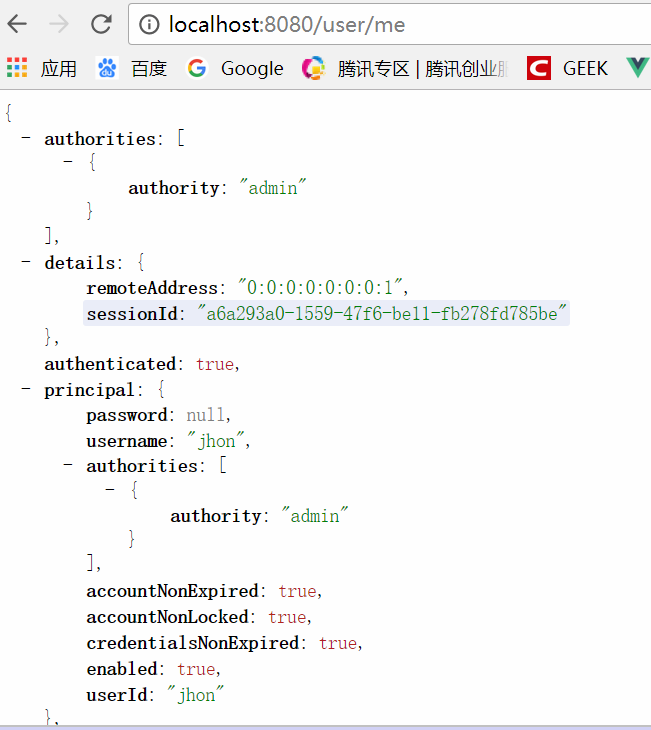 localhost:8080/user/me
应用 百度 Google 腾讯专区 | 腾讯创业 GEEK
{
- authorities: [
- {
authority: "admin"
}
],
- details: {
remoteAddress: "0:0:0:0:0:0:0:1",
sessionId: "a6a293a0-1559-47f6-be11-fb278fd785be"
},
authenticated: true,
- principal: {
password: null,
username: "jhon",
- authorities: [
- {
authority: "admin"
}
],
accountNonExpired: true,
accountNonLocked: true,
credentialsNonExpired: true,
enabled: true,
userId: "jhon"
},